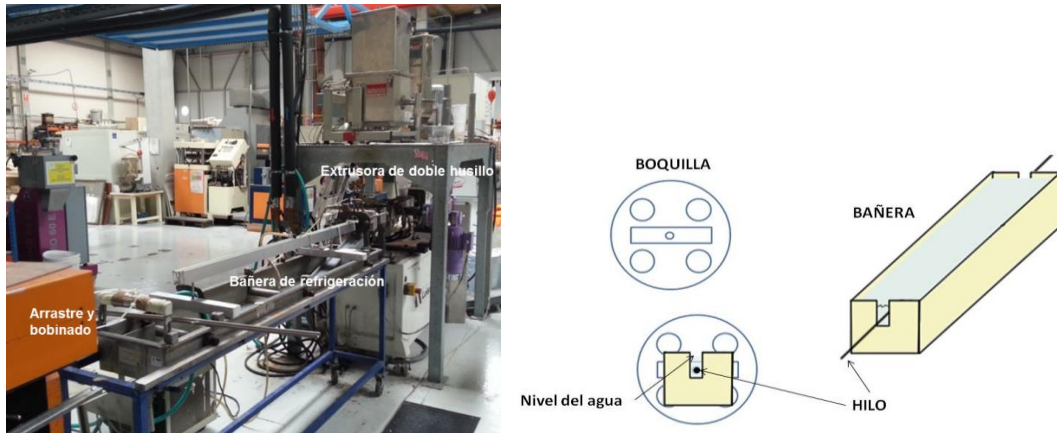 Extrusora de doble husillo
Bañera de refrigeración
Arrastre y
bobinado
BOQUILLA
BAÑERA
Nivel del agua
HILO